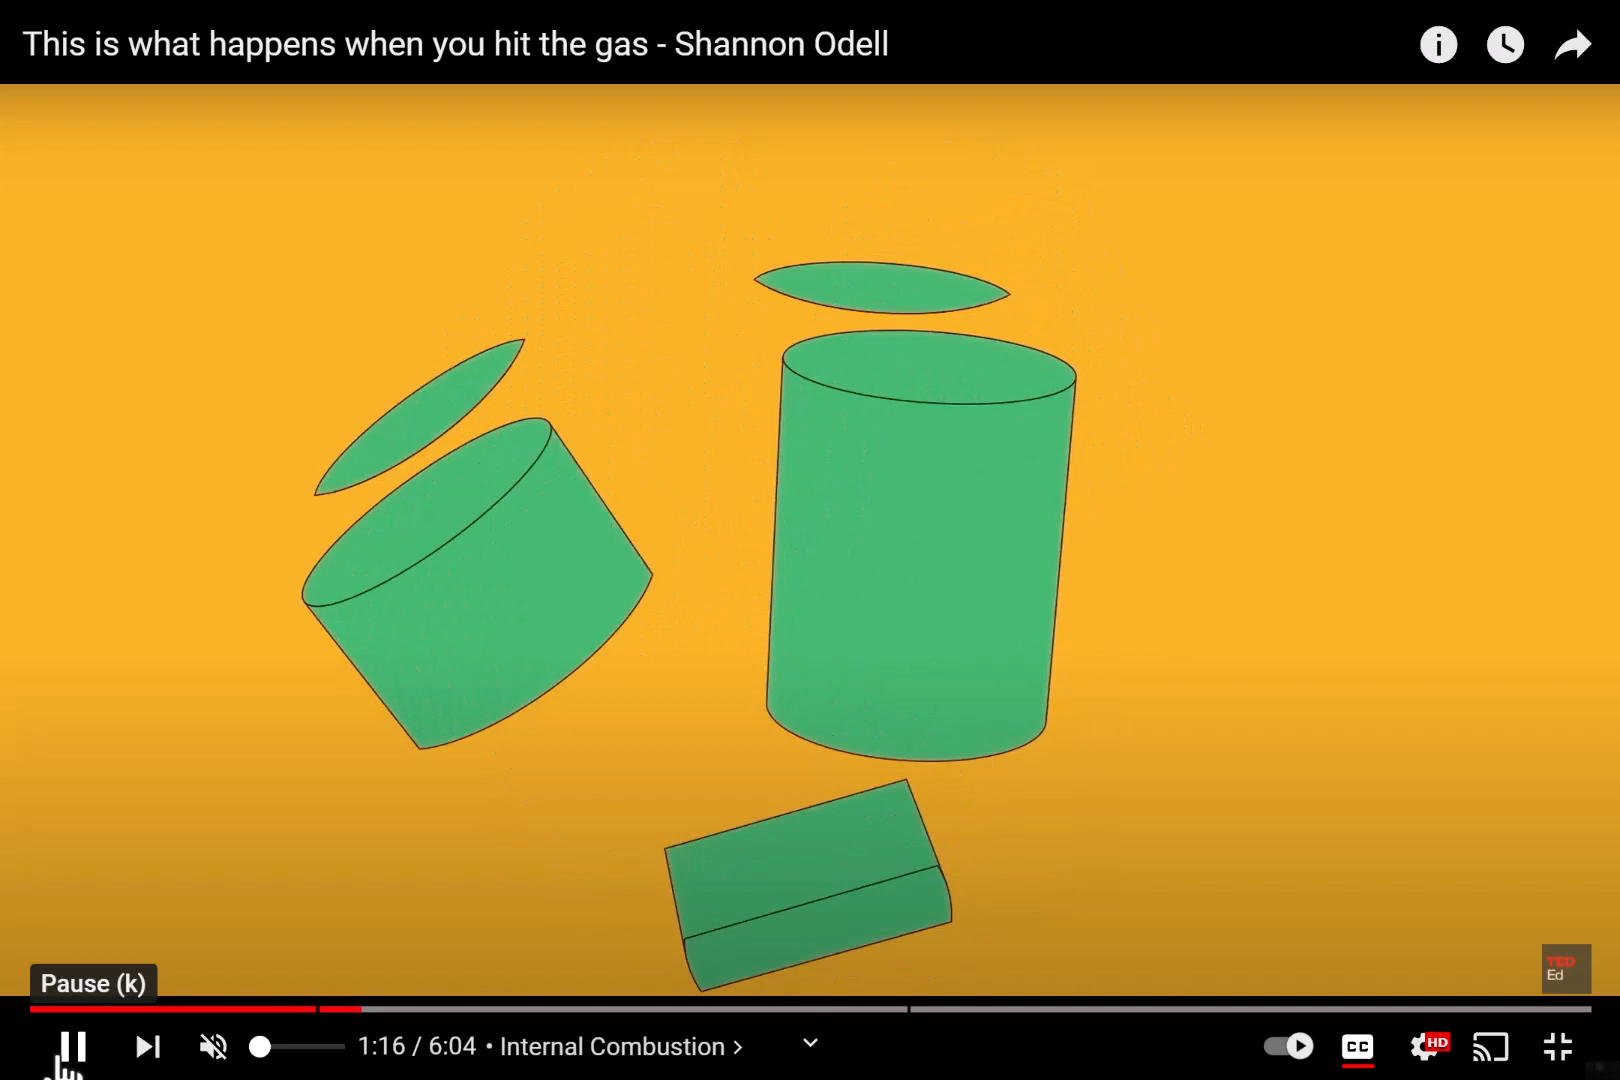 This is what happens when you hit the gas - Shannon Odell
TED
Ed
Pause (k)
1:16 / 6:04 • Internal Combustion
CC
HD